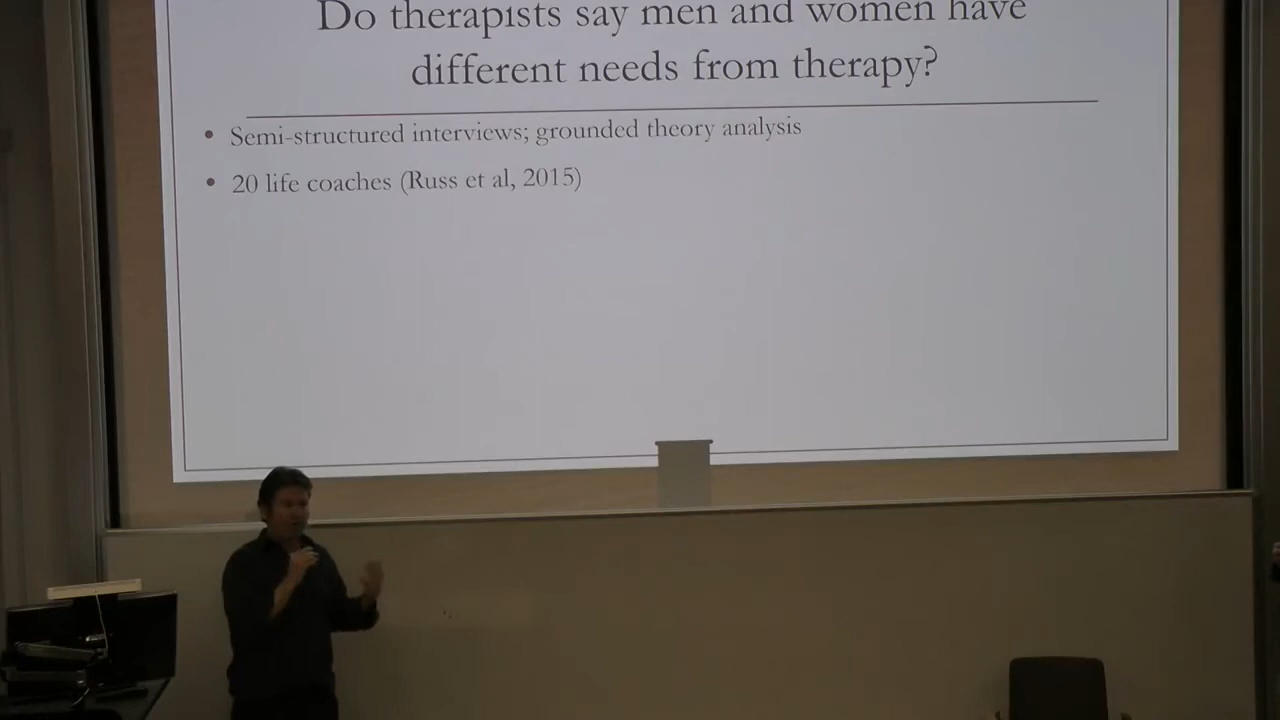 Do therapists say men and women have
different needs from therapy?
• Semi-structured interviews; grounded theory analysis
• 20 life coaches (Russ et al, 2015)